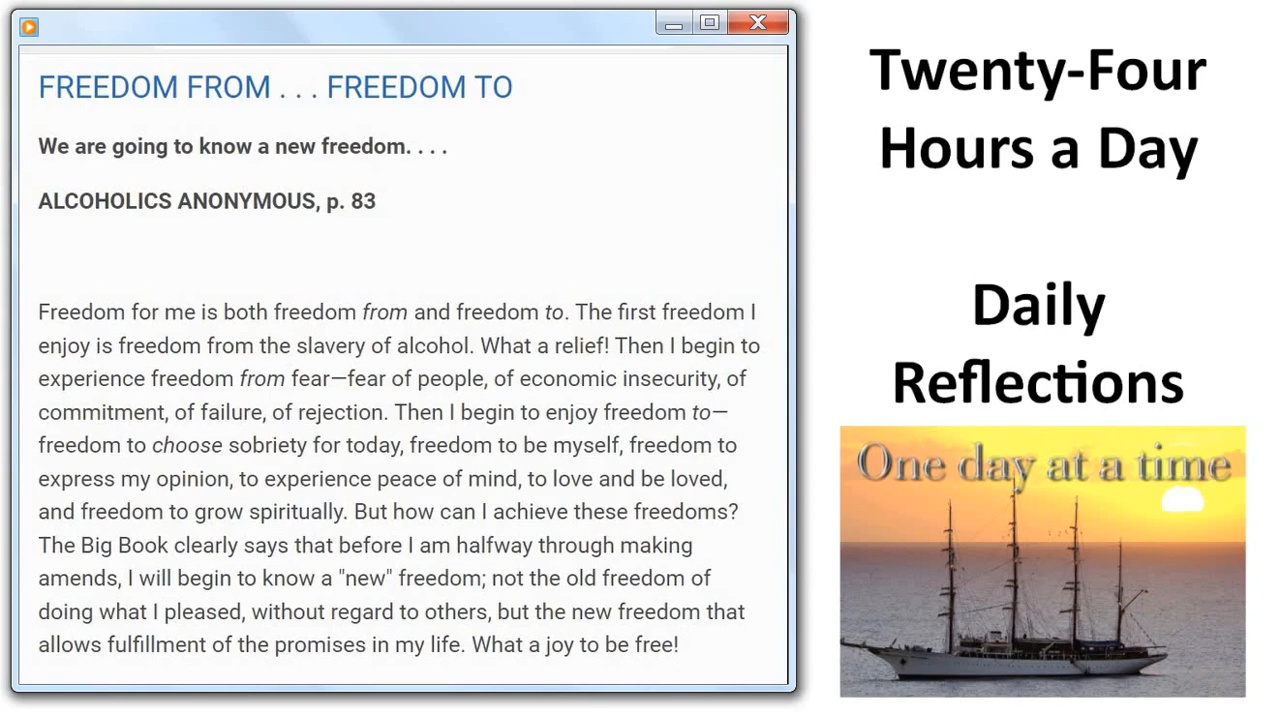 FREEDOM FROM . . . FREEDOM TO
We are going to know a new freedom. . . .
ALCOHOLICS ANONYMOUS, p. 83
Freedom for me is both freedom from and freedom to. The first freedom I
enjoy is freedom from the slavery of alcohol. What a relief! Then I begin to
experience freedom from fear—fear of people, of economic insecurity, of
commitment, of failure, of rejection. Then I begin to enjoy freedom to—
freedom to choose sobriety for today, freedom to be myself, freedom to
express my opinion, to experience peace of mind, to love and be loved,
and freedom to grow spiritually. But how can I achieve these freedoms?
The Big Book clearly says that before I am halfway through making
amends, I will begin to know a "new" freedom; not the old freedom of
doing what I pleased, without regard to others, but the new freedom that
allows fulfillment of the promises in my life. What a joy to be free!
Twenty-Four
Hours a Day
Daily
Reflections
One day at a time